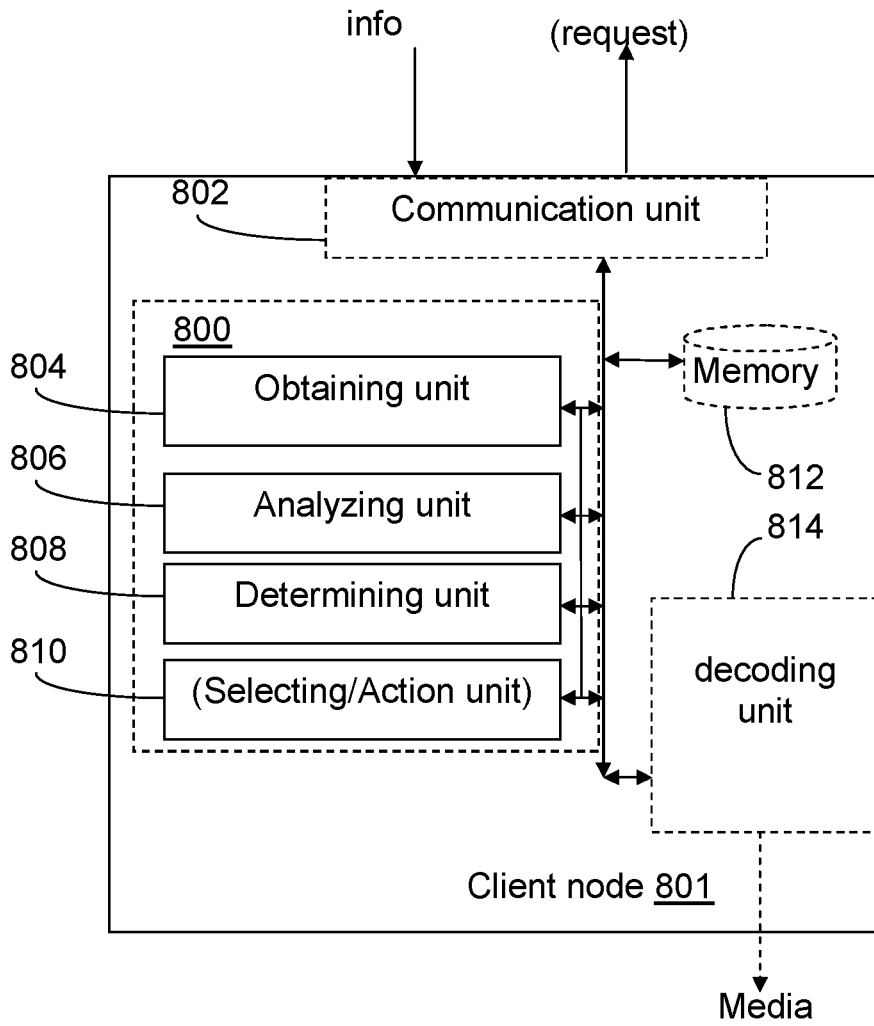 info
(request)
802
Communication unit
800
804
Obtaining unit
Memory
806
Analyzing unit
812
808
Determining unit
814
810
(Selecting/Action unit)
decoding
unit
Client node 801
Media